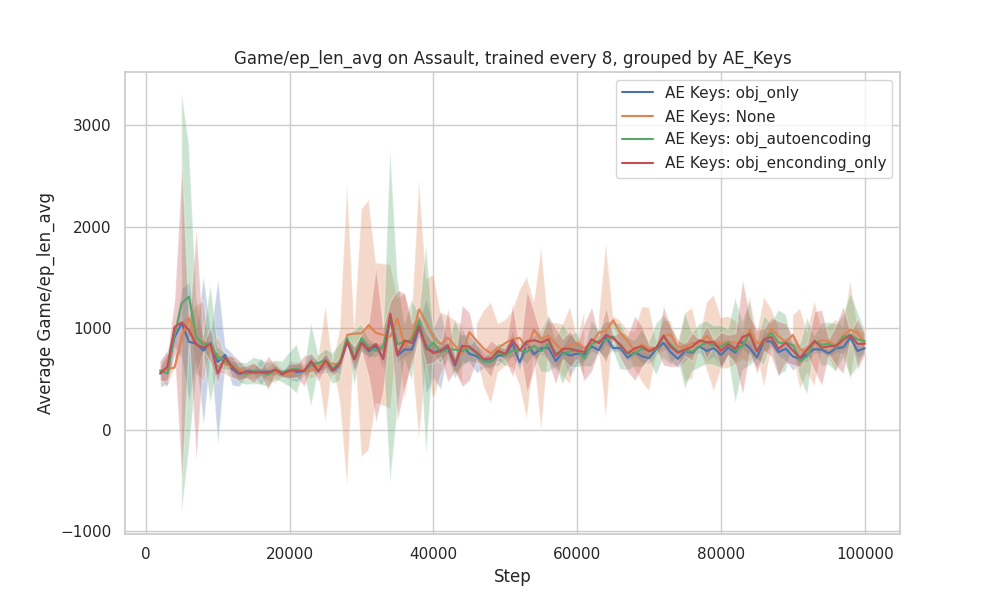 Game/ep_len_avg on Assault, trained every 8, grouped by AE_Keys
AE Keys: obj_only
AE Keys: None
AE Keys: obj_autoencoding
AE Keys: obj_enconding_only
Average Game/ep_len_avg
3000
2000
1000
0
−1000
0 20000 40000 60000 80000 100000
Step